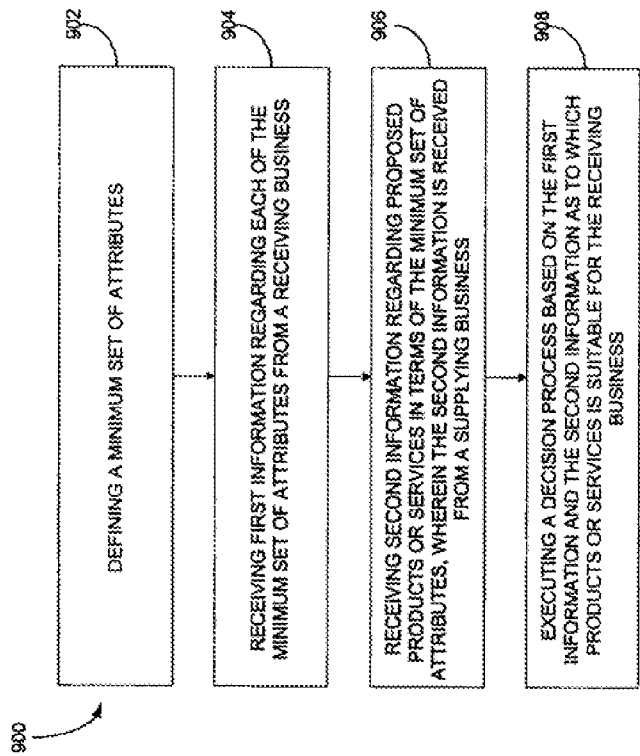 900
902
DEFINING A MINIMUM SET OF ATTRIBUTES
904
RECEIVING FIRST INFORMATION REGARDING EACH OF THE
MINIMUM SET OF ATTRIBUTES FROM A RECEIVING BUSINESS
906
RECEIVING SECOND INFORMATION REGARDING PROPOSED
PRODUCTS OR SERVICES IN TERMS OF THE MINIMUM SET OF
ATTRIBUTES, WHEREIN THE SECOND INFORMATION IS RECEIVED
FROM A SUPPLYING BUSINESS
908
EXECUTING A DECISION PROCESS BASED ON THE FIRST
INFORMATION AND THE SECOND INFORMATION AS TO WHICH
PRODUCTS OR SERVICES IS SUITABLE FOR THE RECEIVING
BUSINESS